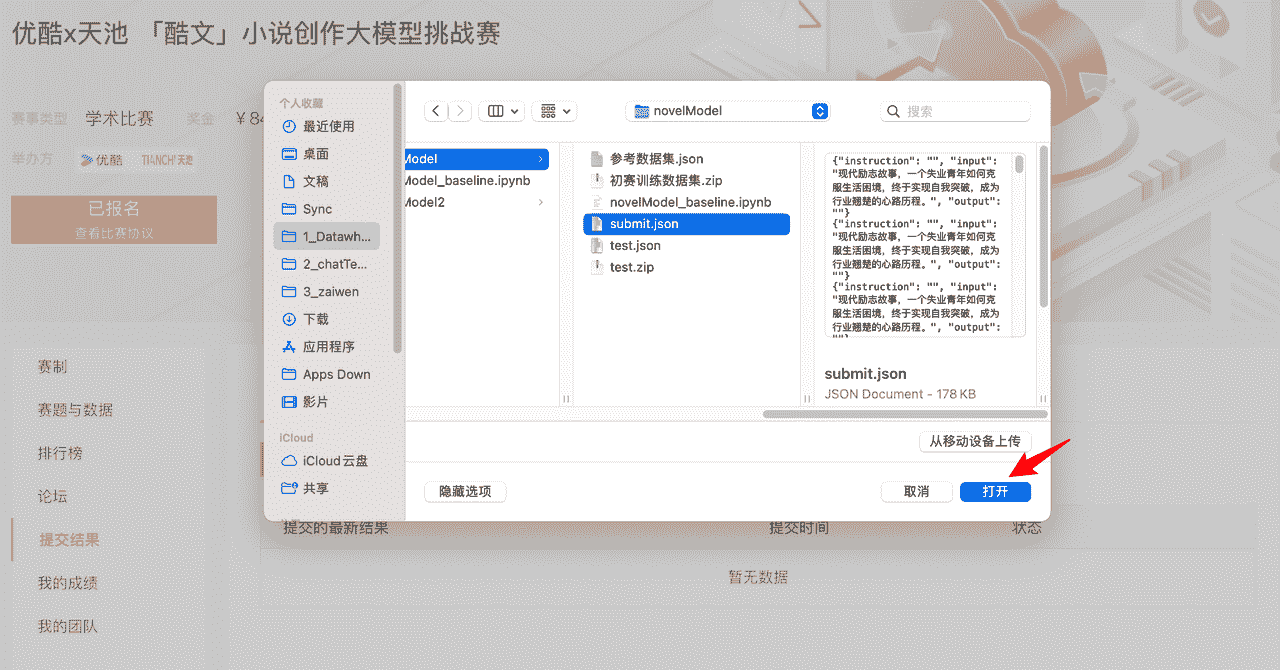 优酷x天池 「酷文」小说创作大模型挑战赛
赛事类型 学术比赛 奖金 ¥84
举办方 优酷 TIANCHI天池
已报名
查看比赛协议
赛制
赛题与数据
排行榜
论坛
提交结果
我的成绩
我的团队
个人收藏
最近使用
桌面
文稿
Sync
1_Datawh...
2_chatTe...
3_zaiwen
下载
应用程序
Apps Down
影片
iCloud
iCloud云盘
共享
novelModel
搜索
Model
Model_baseline.ipynb
Model2
参考数据集.json
初赛训练数据集.zip
novelModel_baseline.ipynb
submit.json
test.json
test.zip
{"instruction": "", "input":
"现代励志故事，一个失业青年如何克
服生活困境，终于实现自我突破，成为
行业翘楚的心路历程。", "output":
""}
{"instruction": "", "input":
"现代励志故事，一个失业青年如何克
服生活困境，终于实现自我突破，成为
行业翘楚的心路历程。", "output":
""}
{"instruction": "", "input":
"现代励志故事，一个失业青年如何克
服生活困境，终于实现自我突破，成为
行业翘楚的心路历程。", "output":
""}
submit.json
JSON Document - 178 KB
从移动设备上传
隐藏选项
取消
打开
提交的最新结果
提交时间
状态
暂无数据